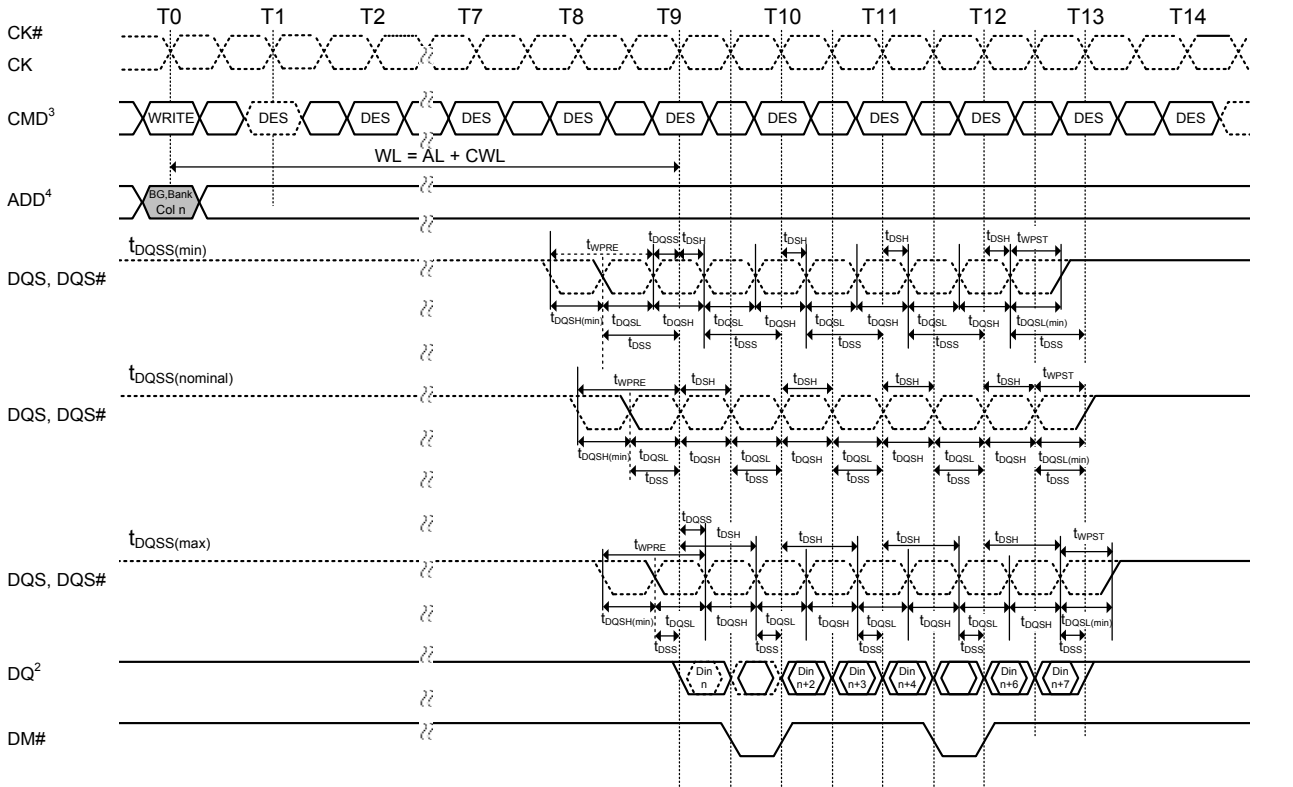 T0 T1 T2 T7 T8 T9 T10 T11 T12 T13 T14
CK#
CK
CMD3 WRITE DES DES DES DES DES DES DES DES DES DES
WL = AL + CWL
ADD4 BG,Bank
Col n
tDQSS(min) tWPRE tDQSS tDSH tDSH tDSH tDSH tWPST
DQS, DQS#
tDQSH(min) tDQSL tDQSH tDQSL tDQSH tDQSL tDQSH tDQSL tDQSH tDQSL(min)
tDSS tDSS tDSS tDSS tDSS
tDQSS(nominal) tWPRE tDSH tDSH tDSH tDSH tWPST
DQS, DQS#
tDQSH(min) tDQSL tDQSH tDQSL tDQSH tDQSL tDQSH tDQSL tDQSH tDQSL(min)
tDSS tDSS tDSS tDSS tDSS
tDQSS
tDQSS(max) tWPRE tDSH tDSH tDSH tDSH tWPST
DQS, DQS#
tDQSH(min) tDQSL tDQSH tDQSL tDQSH tDQSL tDQSH tDQSL tDQSH tDQSL(min)
tDSS tDSS tDSS tDSS tDSS
DQ2 Din Din Din Din Din Din
n n+2 n+3 n+4 n+6 n+7
DM#